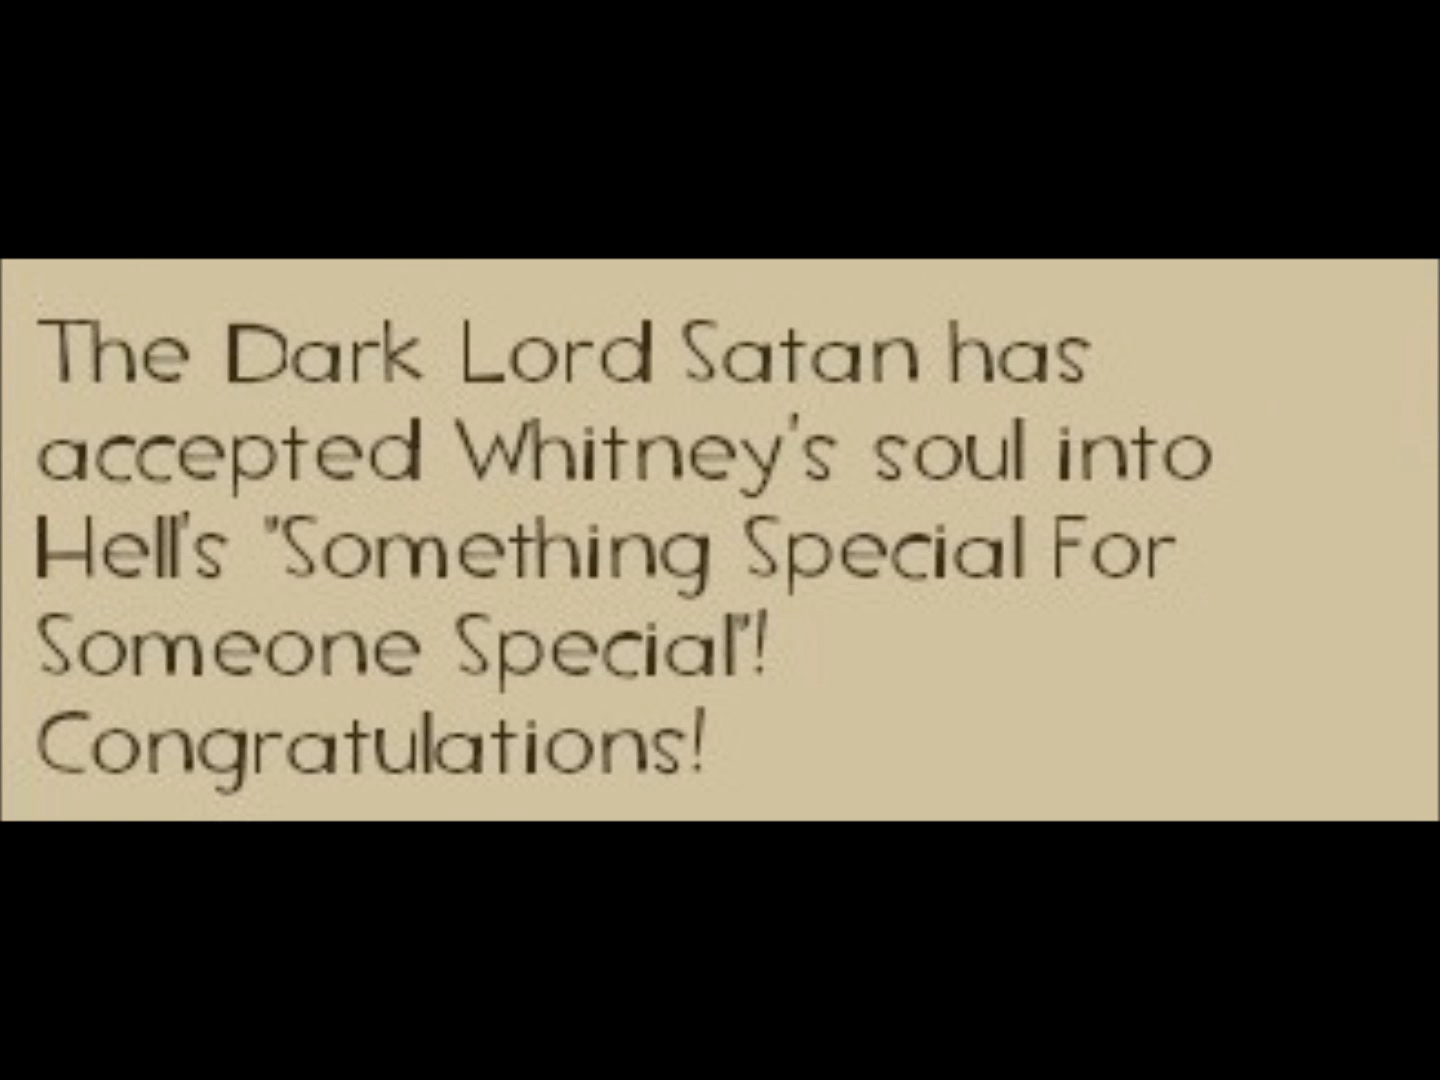 The Dark Lord Satan has
accepted Whitney's soul into
Hell's "Something Special For
Someone Special"!
Congratulations!